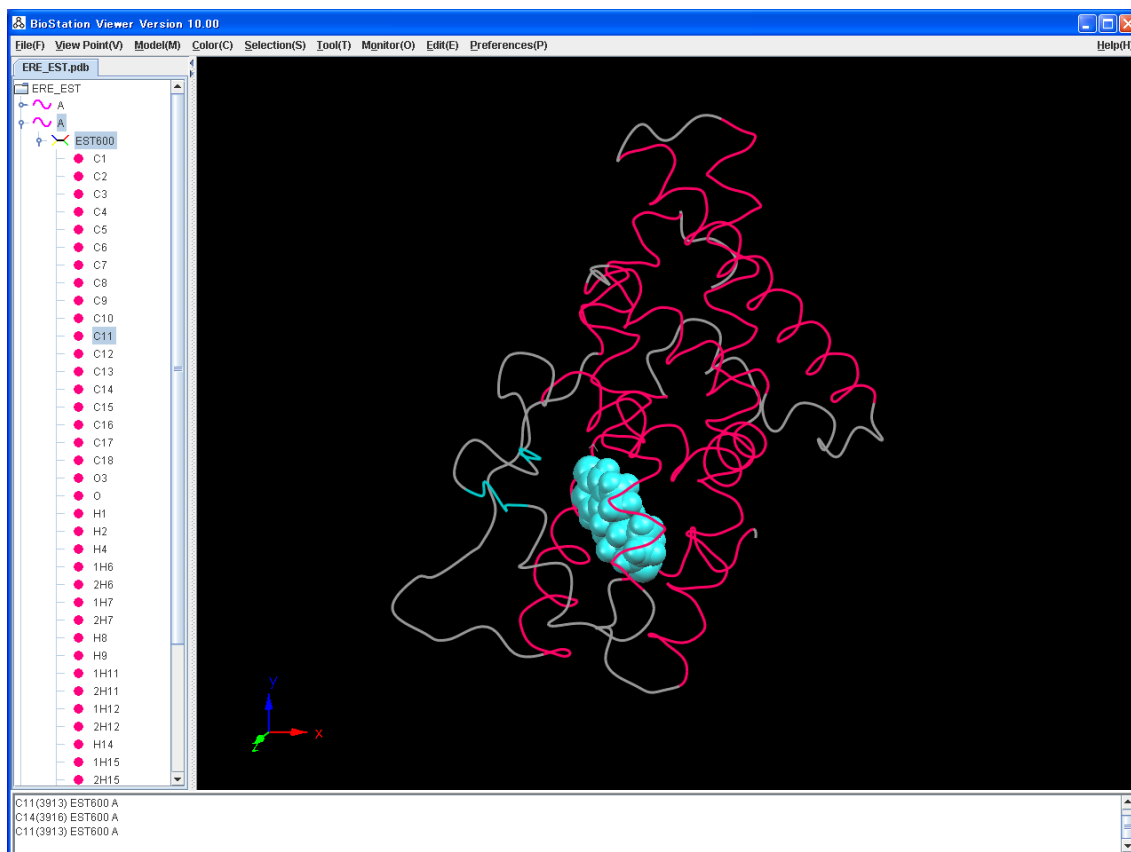 BioStation Viewer Version 10.00
File(F) View Point(V) Model(M) Color(C) Selection(S) Tool(T) Monitor(O) Edit(E) Preferences(P) Help(H)
ERE_EST.pdb
ERE_EST
A
A
EST600
C1
C2
C3
C4
C5
C6
C7
C8
C9
C10
C11
C12
C13
C14
C15
C16
C17
C18
O3
O
H1
H2
H4
1H6
2H6
1H7
2H7
H8
H9
1H11
2H11
1H12
2H12
H14
1H15
2H15
Y
X
Z
C11(3913) EST600 A
C14(3916) EST600 A
C11(3913) EST600 A